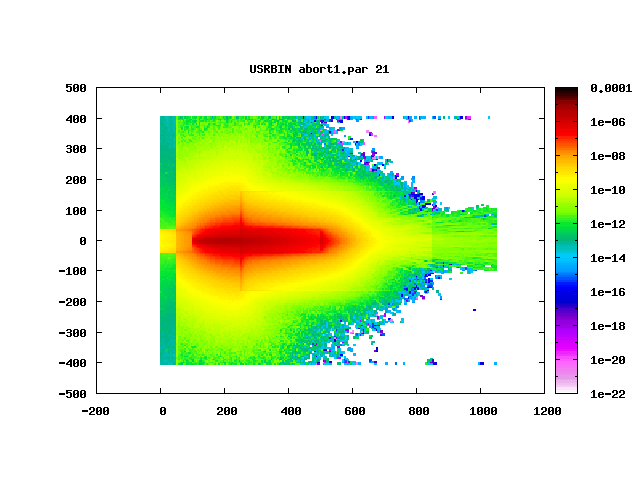 USRBIN abort1.par 21
500
400
300
200
100
0
-100
-200
-300
-400
-500
-200
0
200
400
600
800
1000
1200
0.0001
1e-06
1e-08
1e-10
1e-12
1e-14
1e-16
1e-18
1e-20
1e-22